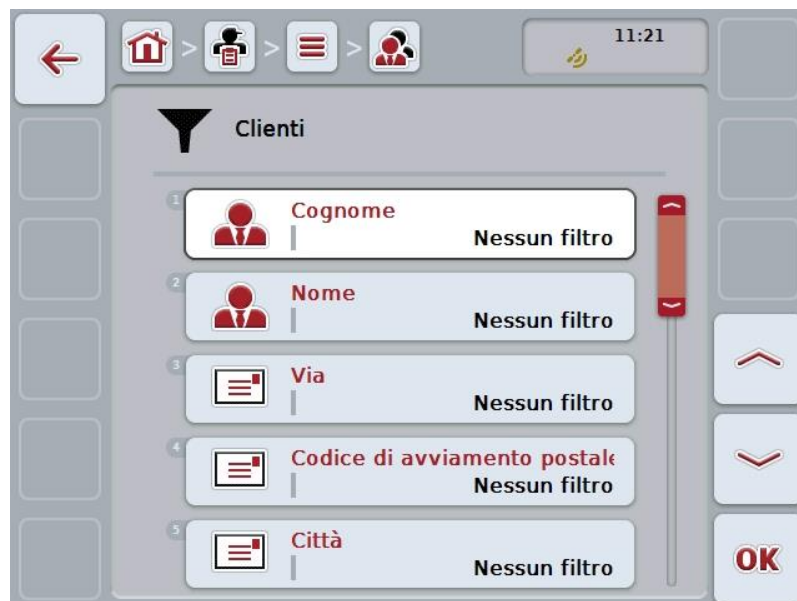 11:21
Clienti
1
Cognome
Nessun filtro
2
Nome
Nessun filtro
3
Via
Nessun filtro
4
Codice di avviamento postale
Nessun filtro
5
Città
Nessun filtro
OK